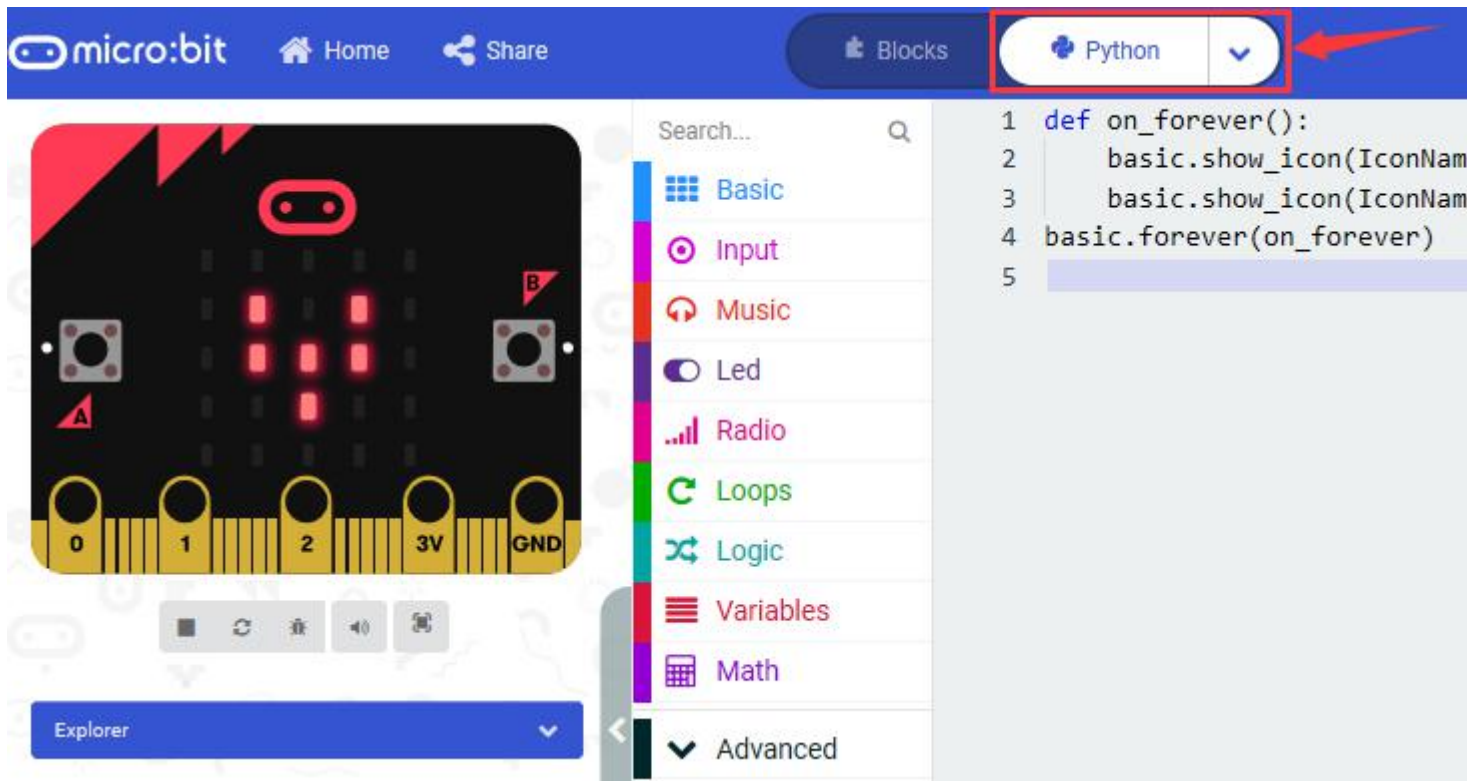 micro:bit Home Share Blocks Python
Search...
Basic
Input
Music
Led
Radio
Loops
Logic
Variables
Math
Advanced
1 def on_forever():
2 basic.show_icon(IconNam
3 basic.show_icon(IconNam
4 basic.forever(on_forever)
5
B
A
0 1 2 3V GND
Explorer